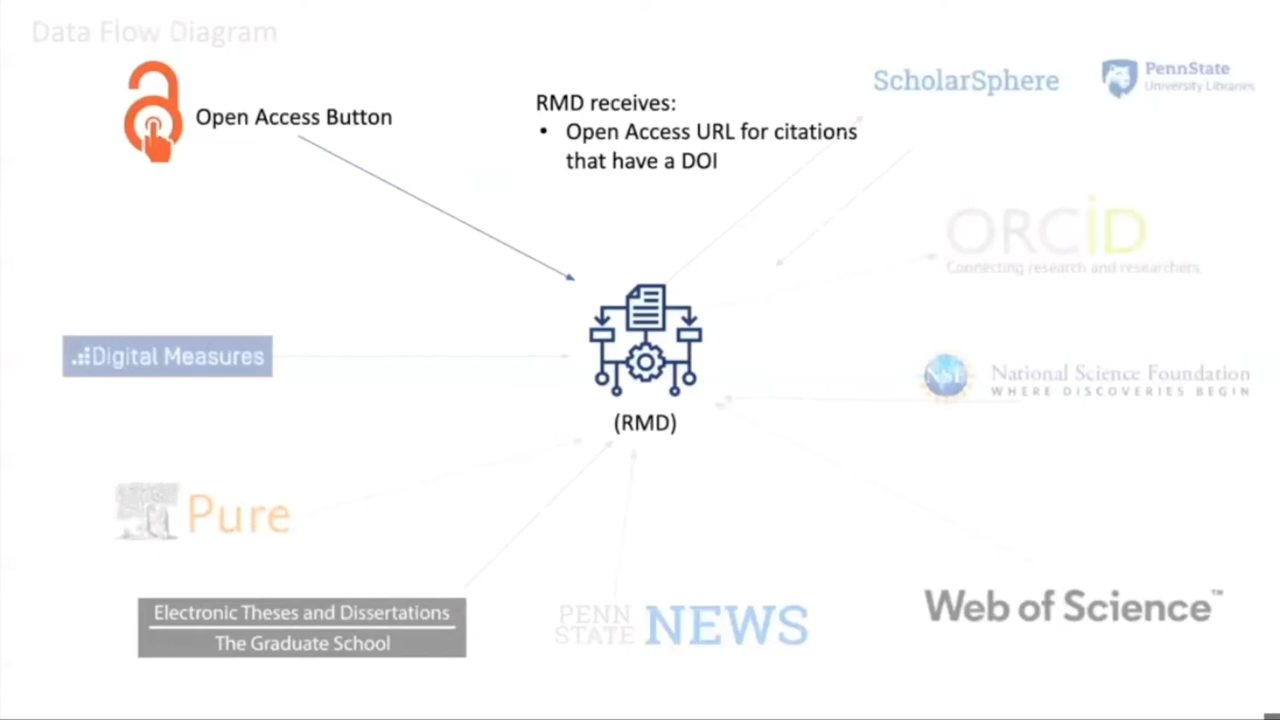 Data Flow Diagram
Open Access Button
RMD receives:
• Open Access URL for citations
that have a DOI
ScholarSphere
PennState
University Libraries
ORCiD
Connecting research and researchers
Digital Measures
(RMD)
NSF
National Science Foundation
WHERE DISCOVERIES BEGIN
Pure
Electronic Theses and Dissertations
The Graduate School
PENN
STATE
NEWS
Web of Science™